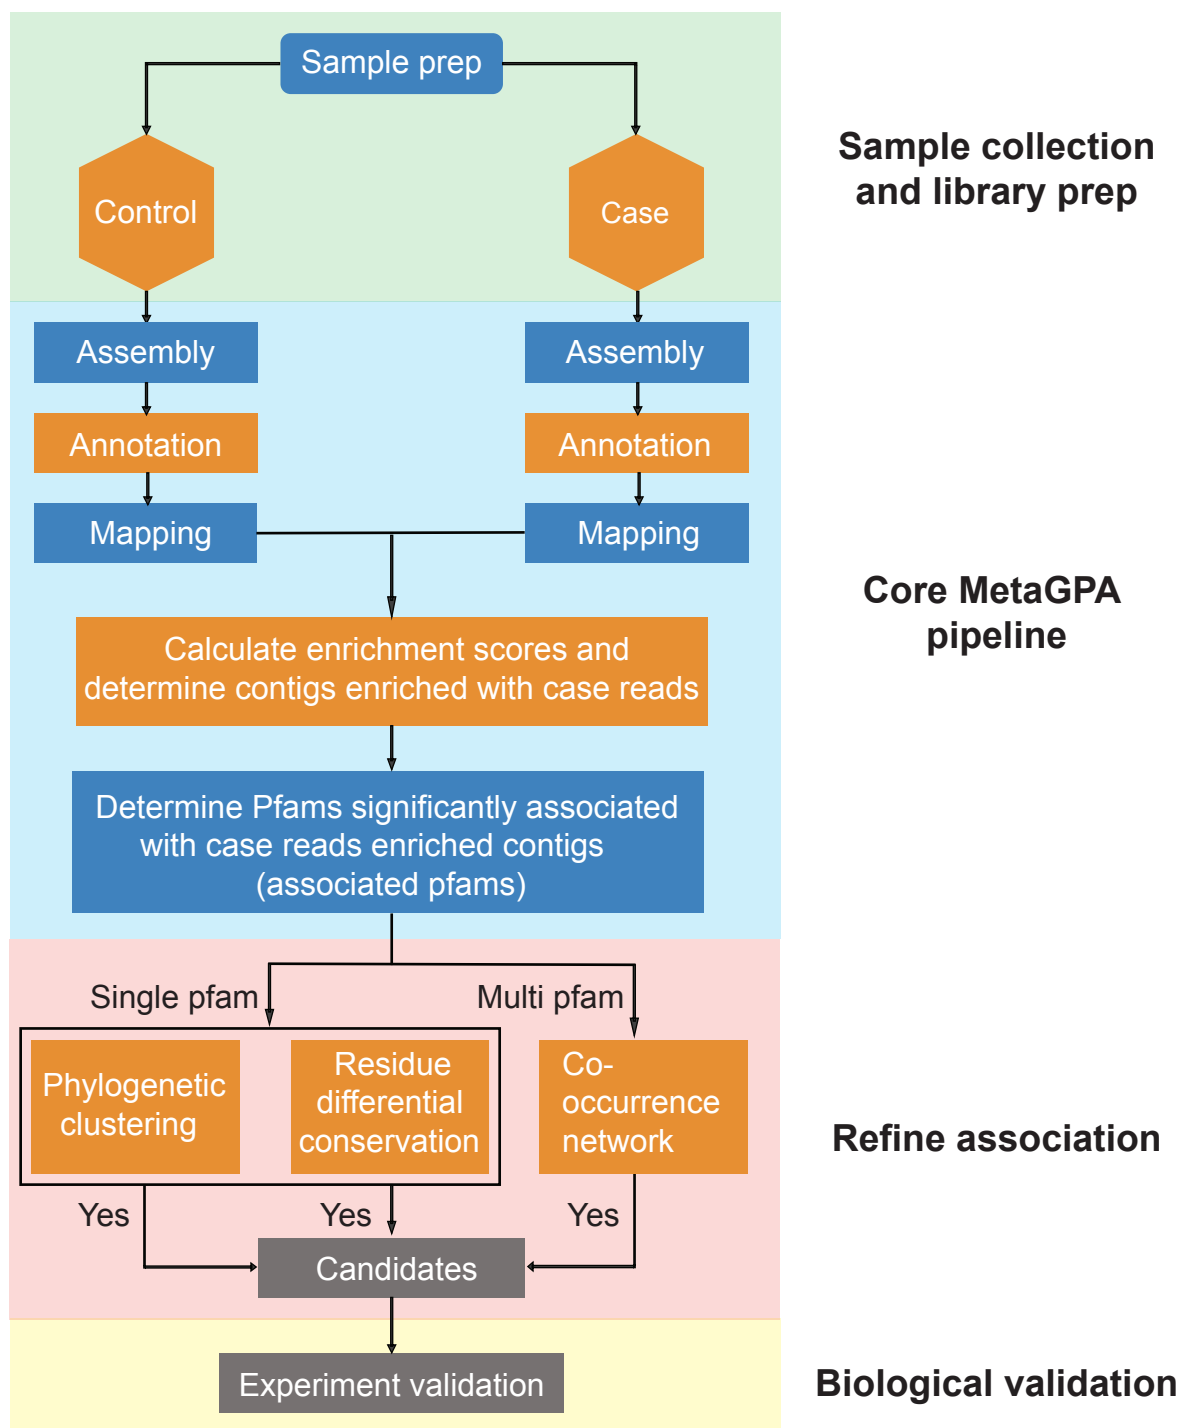 Sample prep
Control
Case
Sample collection
and library prep
Assembly
Assembly
Annotation
Annotation
Mapping
Mapping
Core MetaGPA
pipeline
Calculate enrichment scores and
determine contigs enriched with case reads
Determine Pfams significantly associated
with case reads enriched contigs
(associated pfams)
Single pfam
Multi pfam
Phylogenetic
clustering
Residue
differential
conservation
Co-
occurrence
network
Refine association
Yes
Yes
Yes
Candidates
Experiment validation
Biological validation